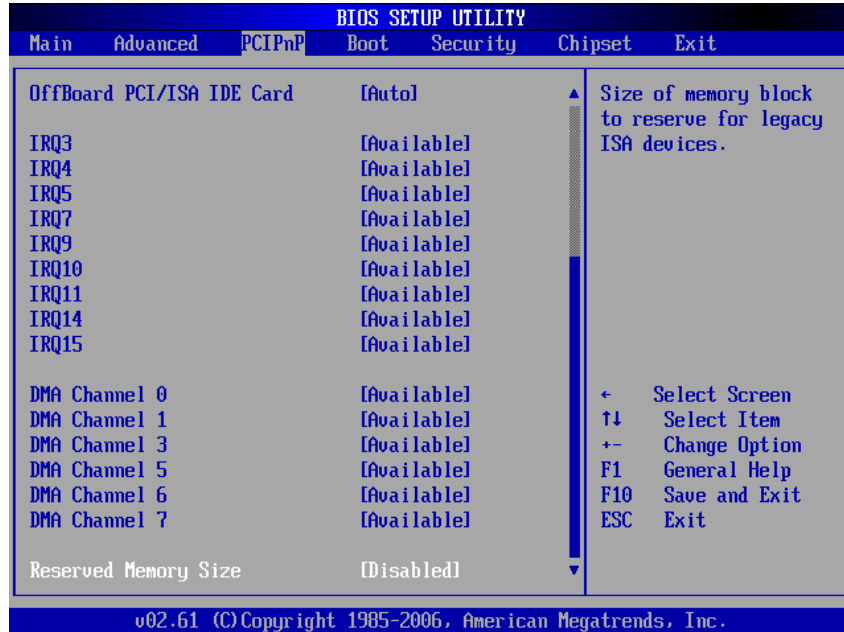 BIOS SETUP UTILITY
Main Advanced PCIPnP Boot Security Chipset Exit
OffBoard PCI/ISA IDE Card [Auto]
IRQ3 [Available]
IRQ4 [Available]
IRQ5 [Available]
IRQ7 [Available]
IRQ9 [Available]
IRQ10 [Available]
IRQ11 [Available]
IRQ14 [Available]
IRQ15 [Available]
DMA Channel 0 [Available]
DMA Channel 1 [Available]
DMA Channel 3 [Available]
DMA Channel 5 [Available]
DMA Channel 6 [Available]
DMA Channel 7 [Available]
Reserved Memory Size [Disabled]
Size of memory block
to reserve for legacy
ISA devices.
← Select Screen
↑↓ Select Item
+- Change Option
F1 General Help
F10 Save and Exit
ESC Exit
v02.61 (C)Copyright 1985-2006, American Megatrends, Inc.